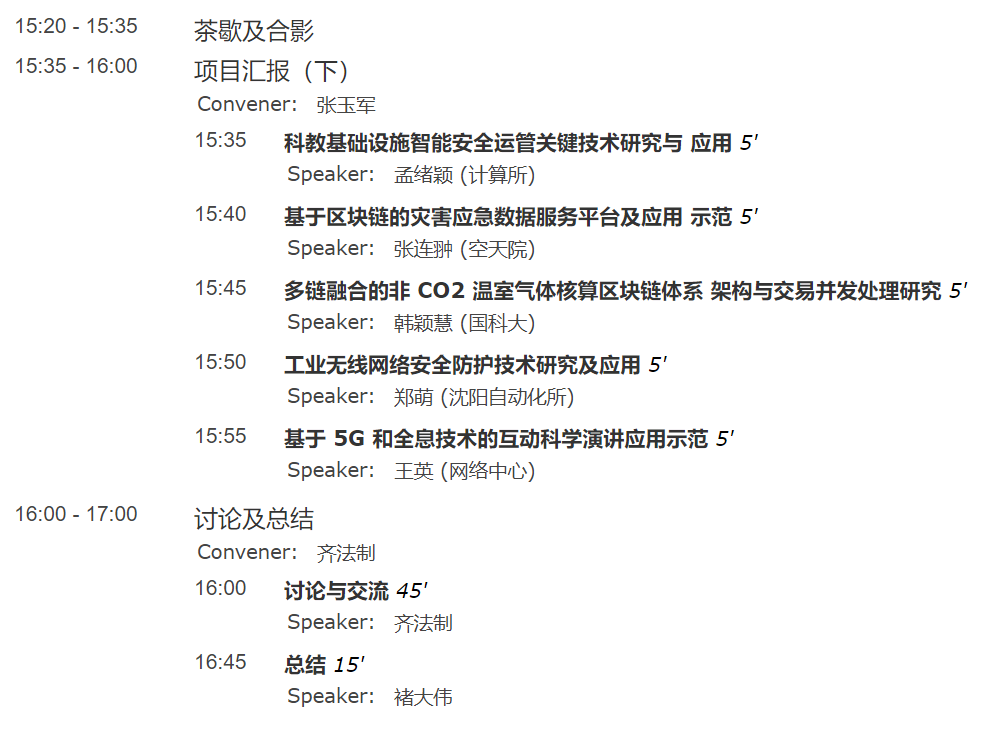 15:20 - 15:35 茶歇及合影
15:35 - 16:00 项目汇报（下）
Convener: 张玉军
15:35 科教基础设施智能安全运管关键技术研究与 应用 5'
Speaker: 孟绪颖 (计算所)
15:40 基于区块链的灾害应急数据服务平台及应用 示范 5'
Speaker: 张连翀 (空天院)
15:45 多链融合的非 CO2 温室气体核算区块链体系 架构与交易并发处理研究 5'
Speaker: 韩颖慧 (国科大)
15:50 工业无线网络安全防护技术研究及应用 5'
Speaker: 郑萌 (沈阳自动化所)
15:55 基于 5G 和全息技术的互动科学演讲应用示范 5'
Speaker: 王英 (网络中心)
16:00 - 17:00 讨论及总结
Convener: 齐法制
16:00 讨论与交流 45'
Speaker: 齐法制
16:45 总结 15'
Speaker: 褚大伟